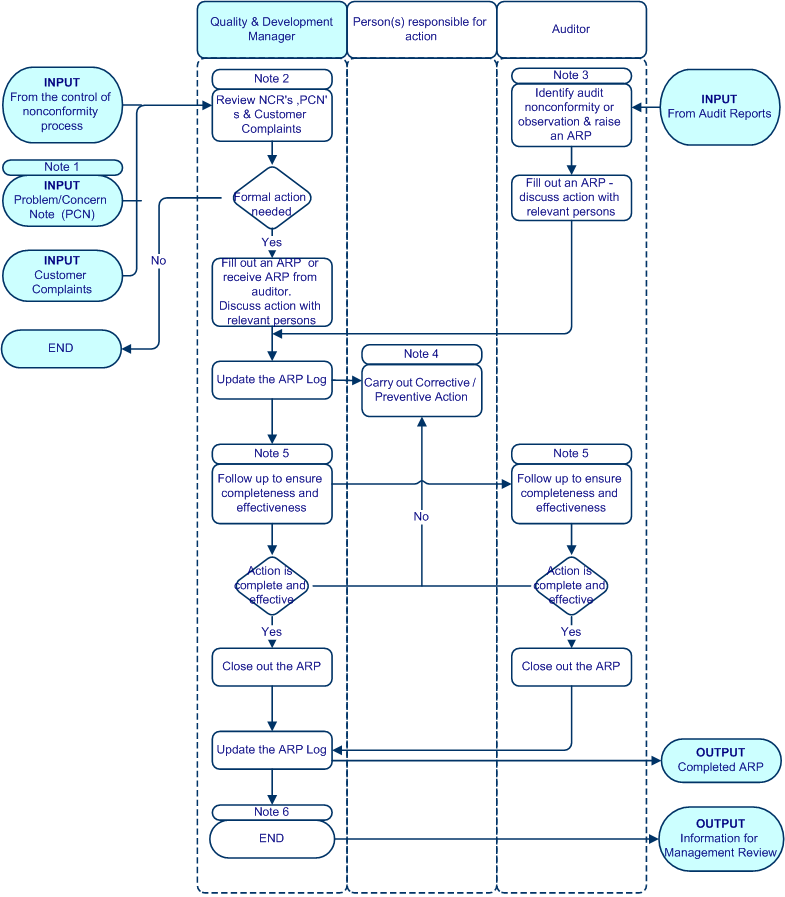 Quality & Development
Manager
Person(s) responsible for
action
Auditor
INPUT
From the control of
nonconformity
process
Note 1
INPUT
Problem/Concern
Note (PCN)
INPUT
Customer
Complaints
END
No
Note 2
Review NCR's ,PCN'
s & Customer
Complaints
Formal action
needed
Yes
Fill out an ARP or
receive ARP from
auditor.
Discuss action with
relevant persons
Note 3
Identify audit
nonconformity or
observation & raise
an ARP
INPUT
From Audit Reports
Fill out an ARP -
discuss action with
relevant persons
Update the ARP Log
Note 4
Carry out Corrective /
Preventive Action
Note 5
Follow up to ensure
completeness and
effectiveness
Note 5
Follow up to ensure
completeness and
effectiveness
No
Action is
complete and
effective
Action is
complete and
effective
Yes
Yes
Close out the ARP
Close out the ARP
Update the ARP Log
OUTPUT
Completed ARP
Note 6
END
OUTPUT
Information for
Management Review